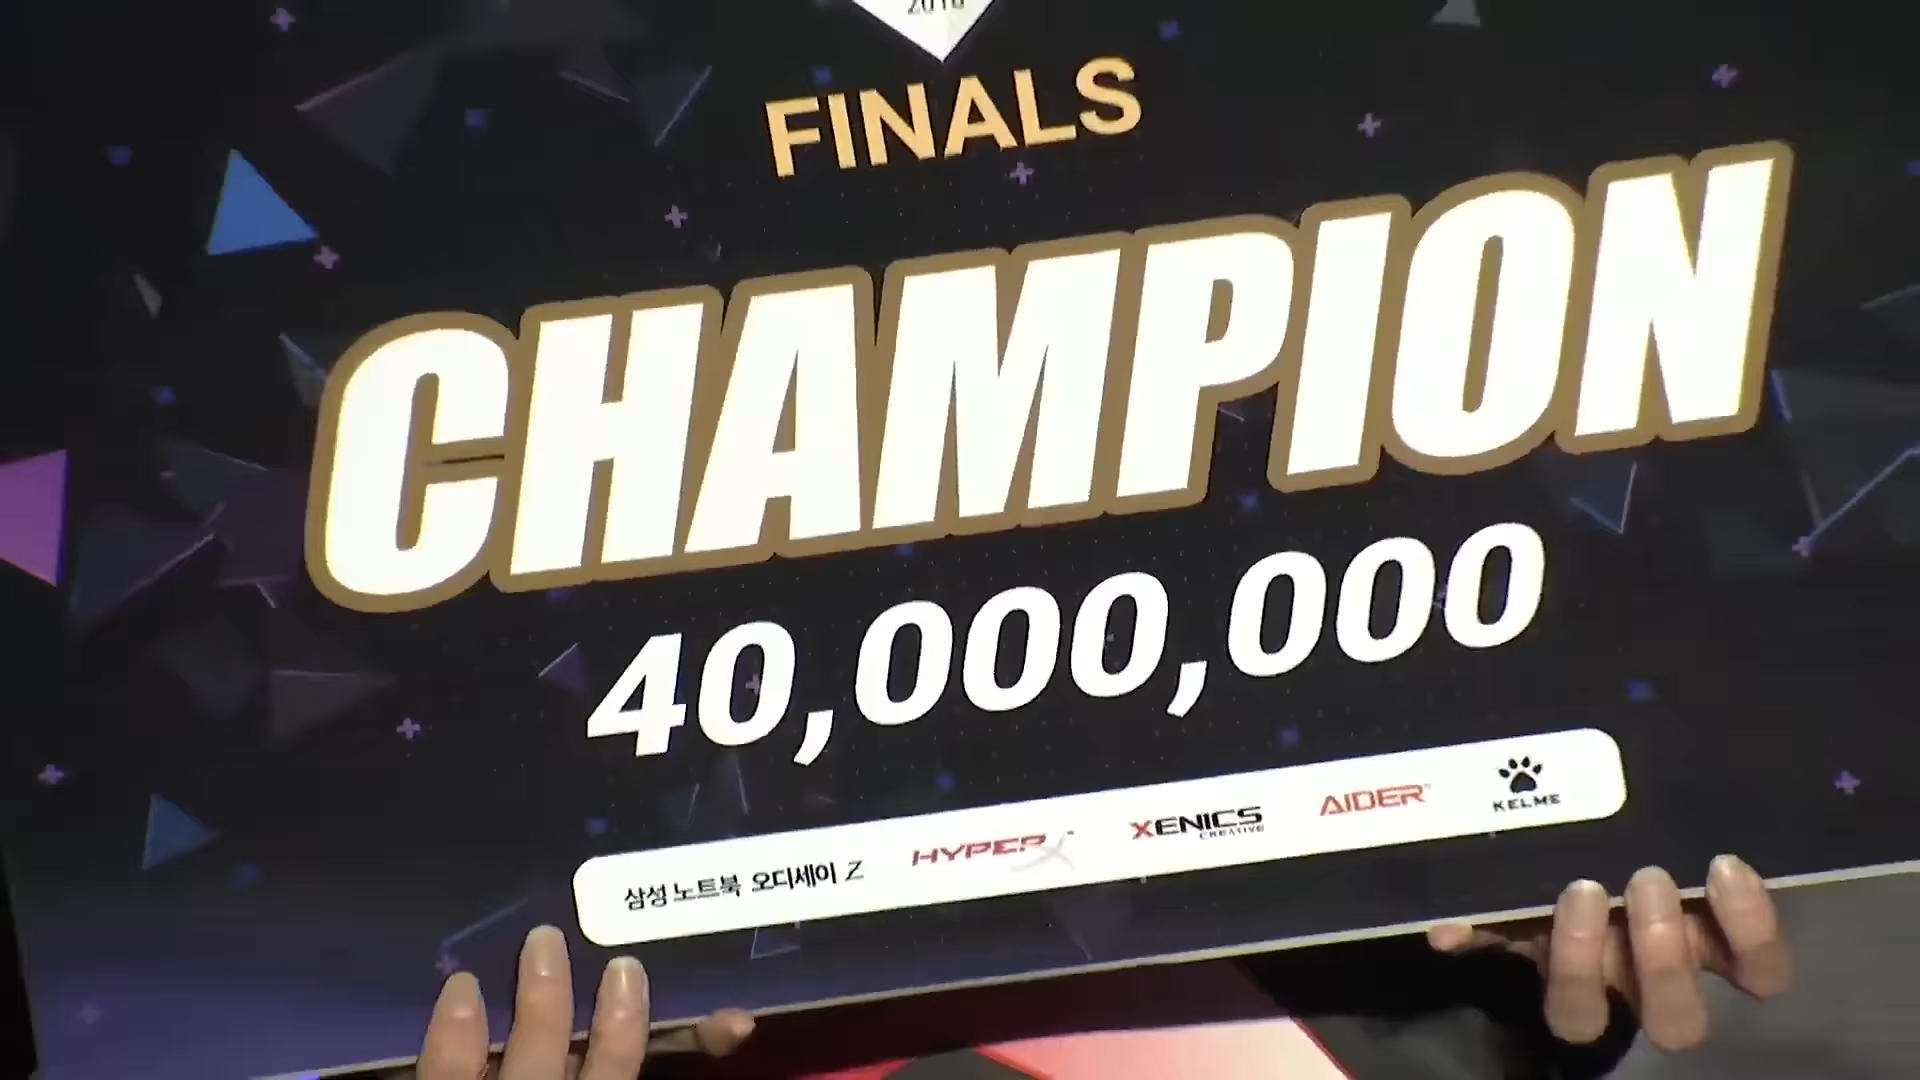 FINALS
CHAMPION
40,000,000
삼성 노트북 오디세이 Z HYPERX XENICS CREATIVE AIDER KELME